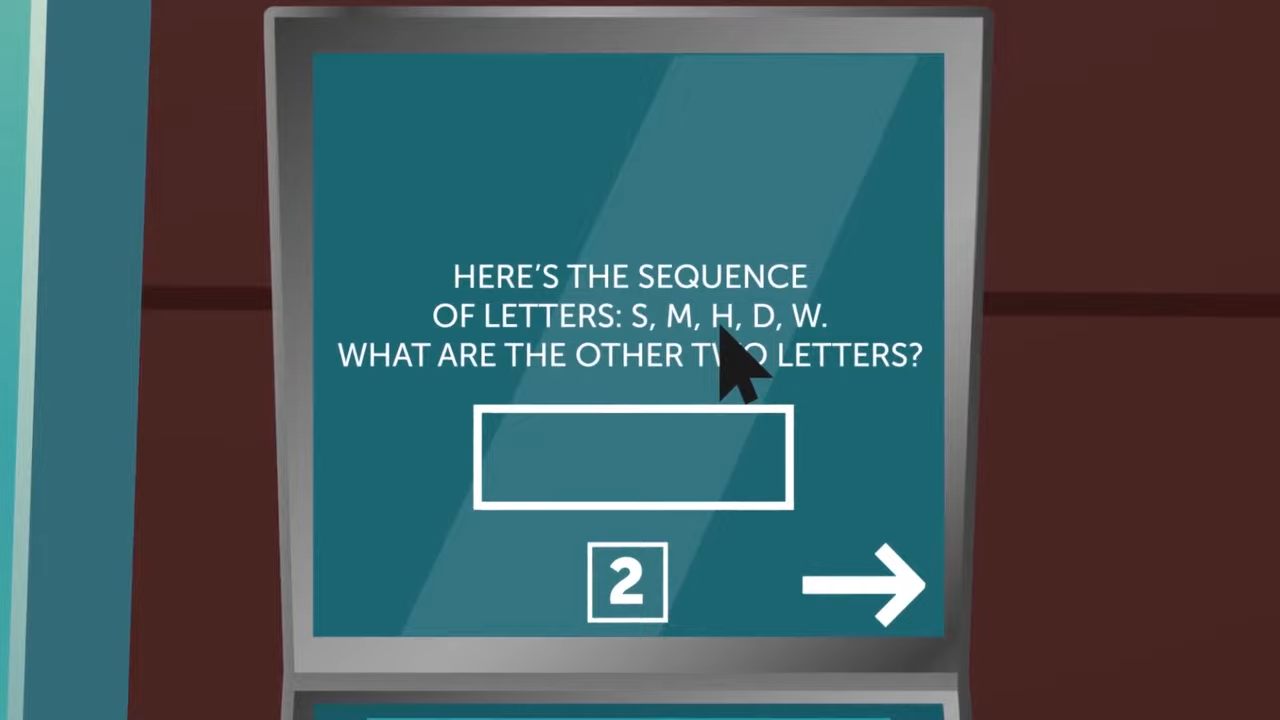 HERE’S THE SEQUENCE
OF LETTERS: S, M, H, D, W.
WHAT ARE THE OTHER TWO LETTERS?
2